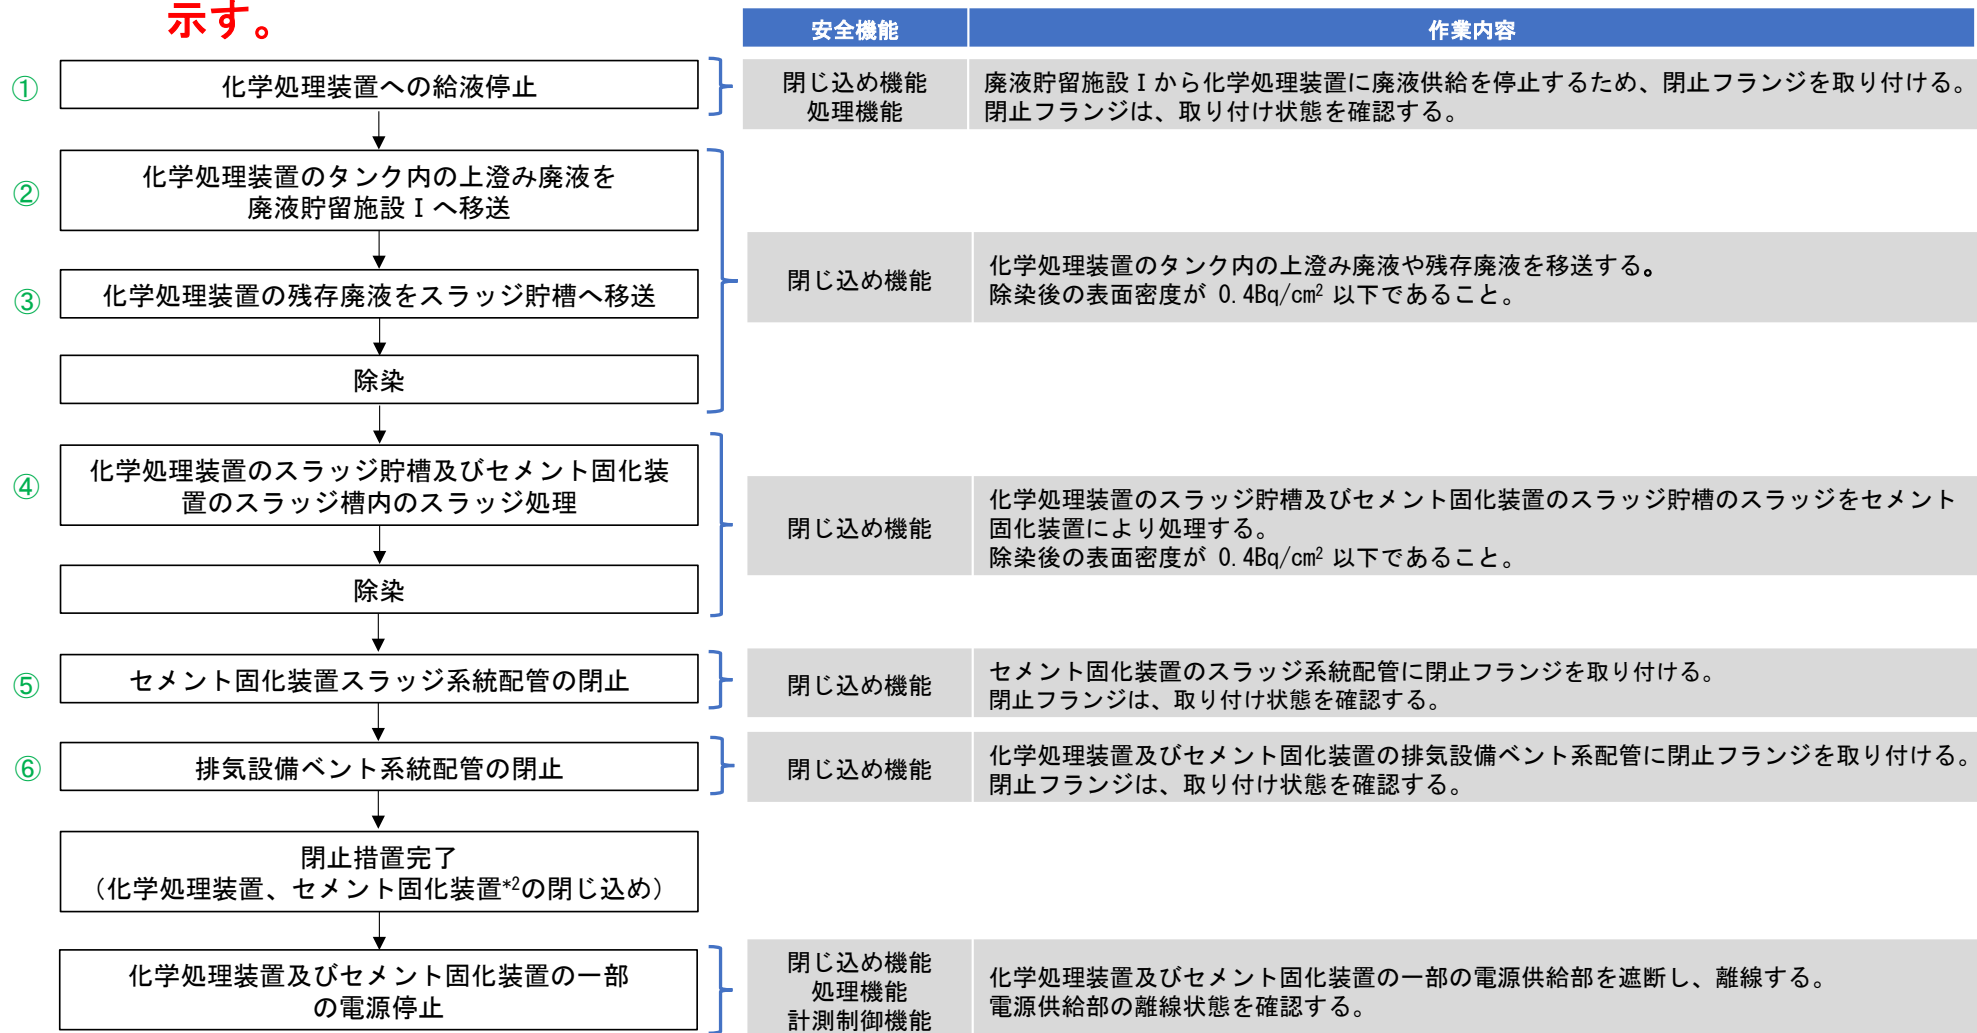 示す。
安全機能 作業内容
① 化学処理装置への給液停止
閉じ込め機能
処理機能
廃液貯留施設Ⅰから化学処理装置に廃液供給を停止するため、閉止フランジを取り付ける。
閉止フランジは、取り付け状態を確認する。
② 化学処理装置のタンク内の上澄み廃液を
廃液貯留施設Ⅰへ移送
③ 化学処理装置の残存廃液をスラッジ貯槽へ移送
除染
閉じ込め機能
化学処理装置のタンク内の上澄み廃液や残存廃液を移送する。
除染後の表面密度が 0.4Bq/cm² 以下であること。
④ 化学処理装置のスラッジ貯槽及びセメント固化装
置のスラッジ槽内のスラッジ処理
除染
閉じ込め機能
化学処理装置のスラッジ貯槽及びセメント固化装置のスラッジ貯槽のスラッジをセメント
固化装置により処理する。
除染後の表面密度が 0.4Bq/cm² 以下であること。
⑤ セメント固化装置スラッジ系統配管の閉止
閉じ込め機能
セメント固化装置のスラッジ系統配管に閉止フランジを取り付ける。
閉止フランジは、取り付け状態を確認する。
⑥ 排気設備ベント系統配管の閉止
閉じ込め機能
化学処理装置及びセメント固化装置の排気設備ベント系配管に閉止フランジを取り付ける。
閉止フランジは、取り付け状態を確認する。
閉止措置完了
(化学処理装置、セメント固化装置*²の閉じ込め)
化学処理装置及びセメント固化装置の一部
の電源停止
閉じ込め機能
処理機能
計測制御機能
化学処理装置及びセメント固化装置の一部の電源供給部を遮断し、離線する。
電源供給部の離線状態を確認する。